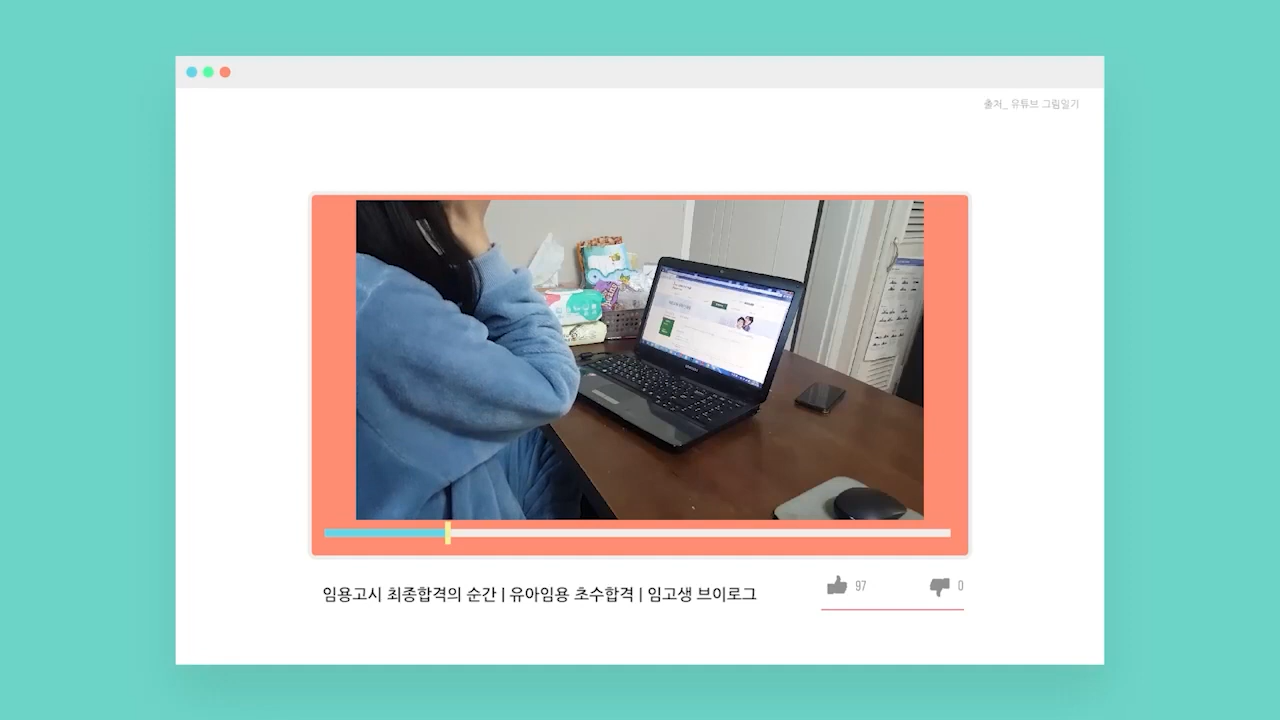 출처_ 유튜브 그림일기
임용고시 최종합격의 순간 | 유아임용 초수합격 | 임고생 브이로그
97
0